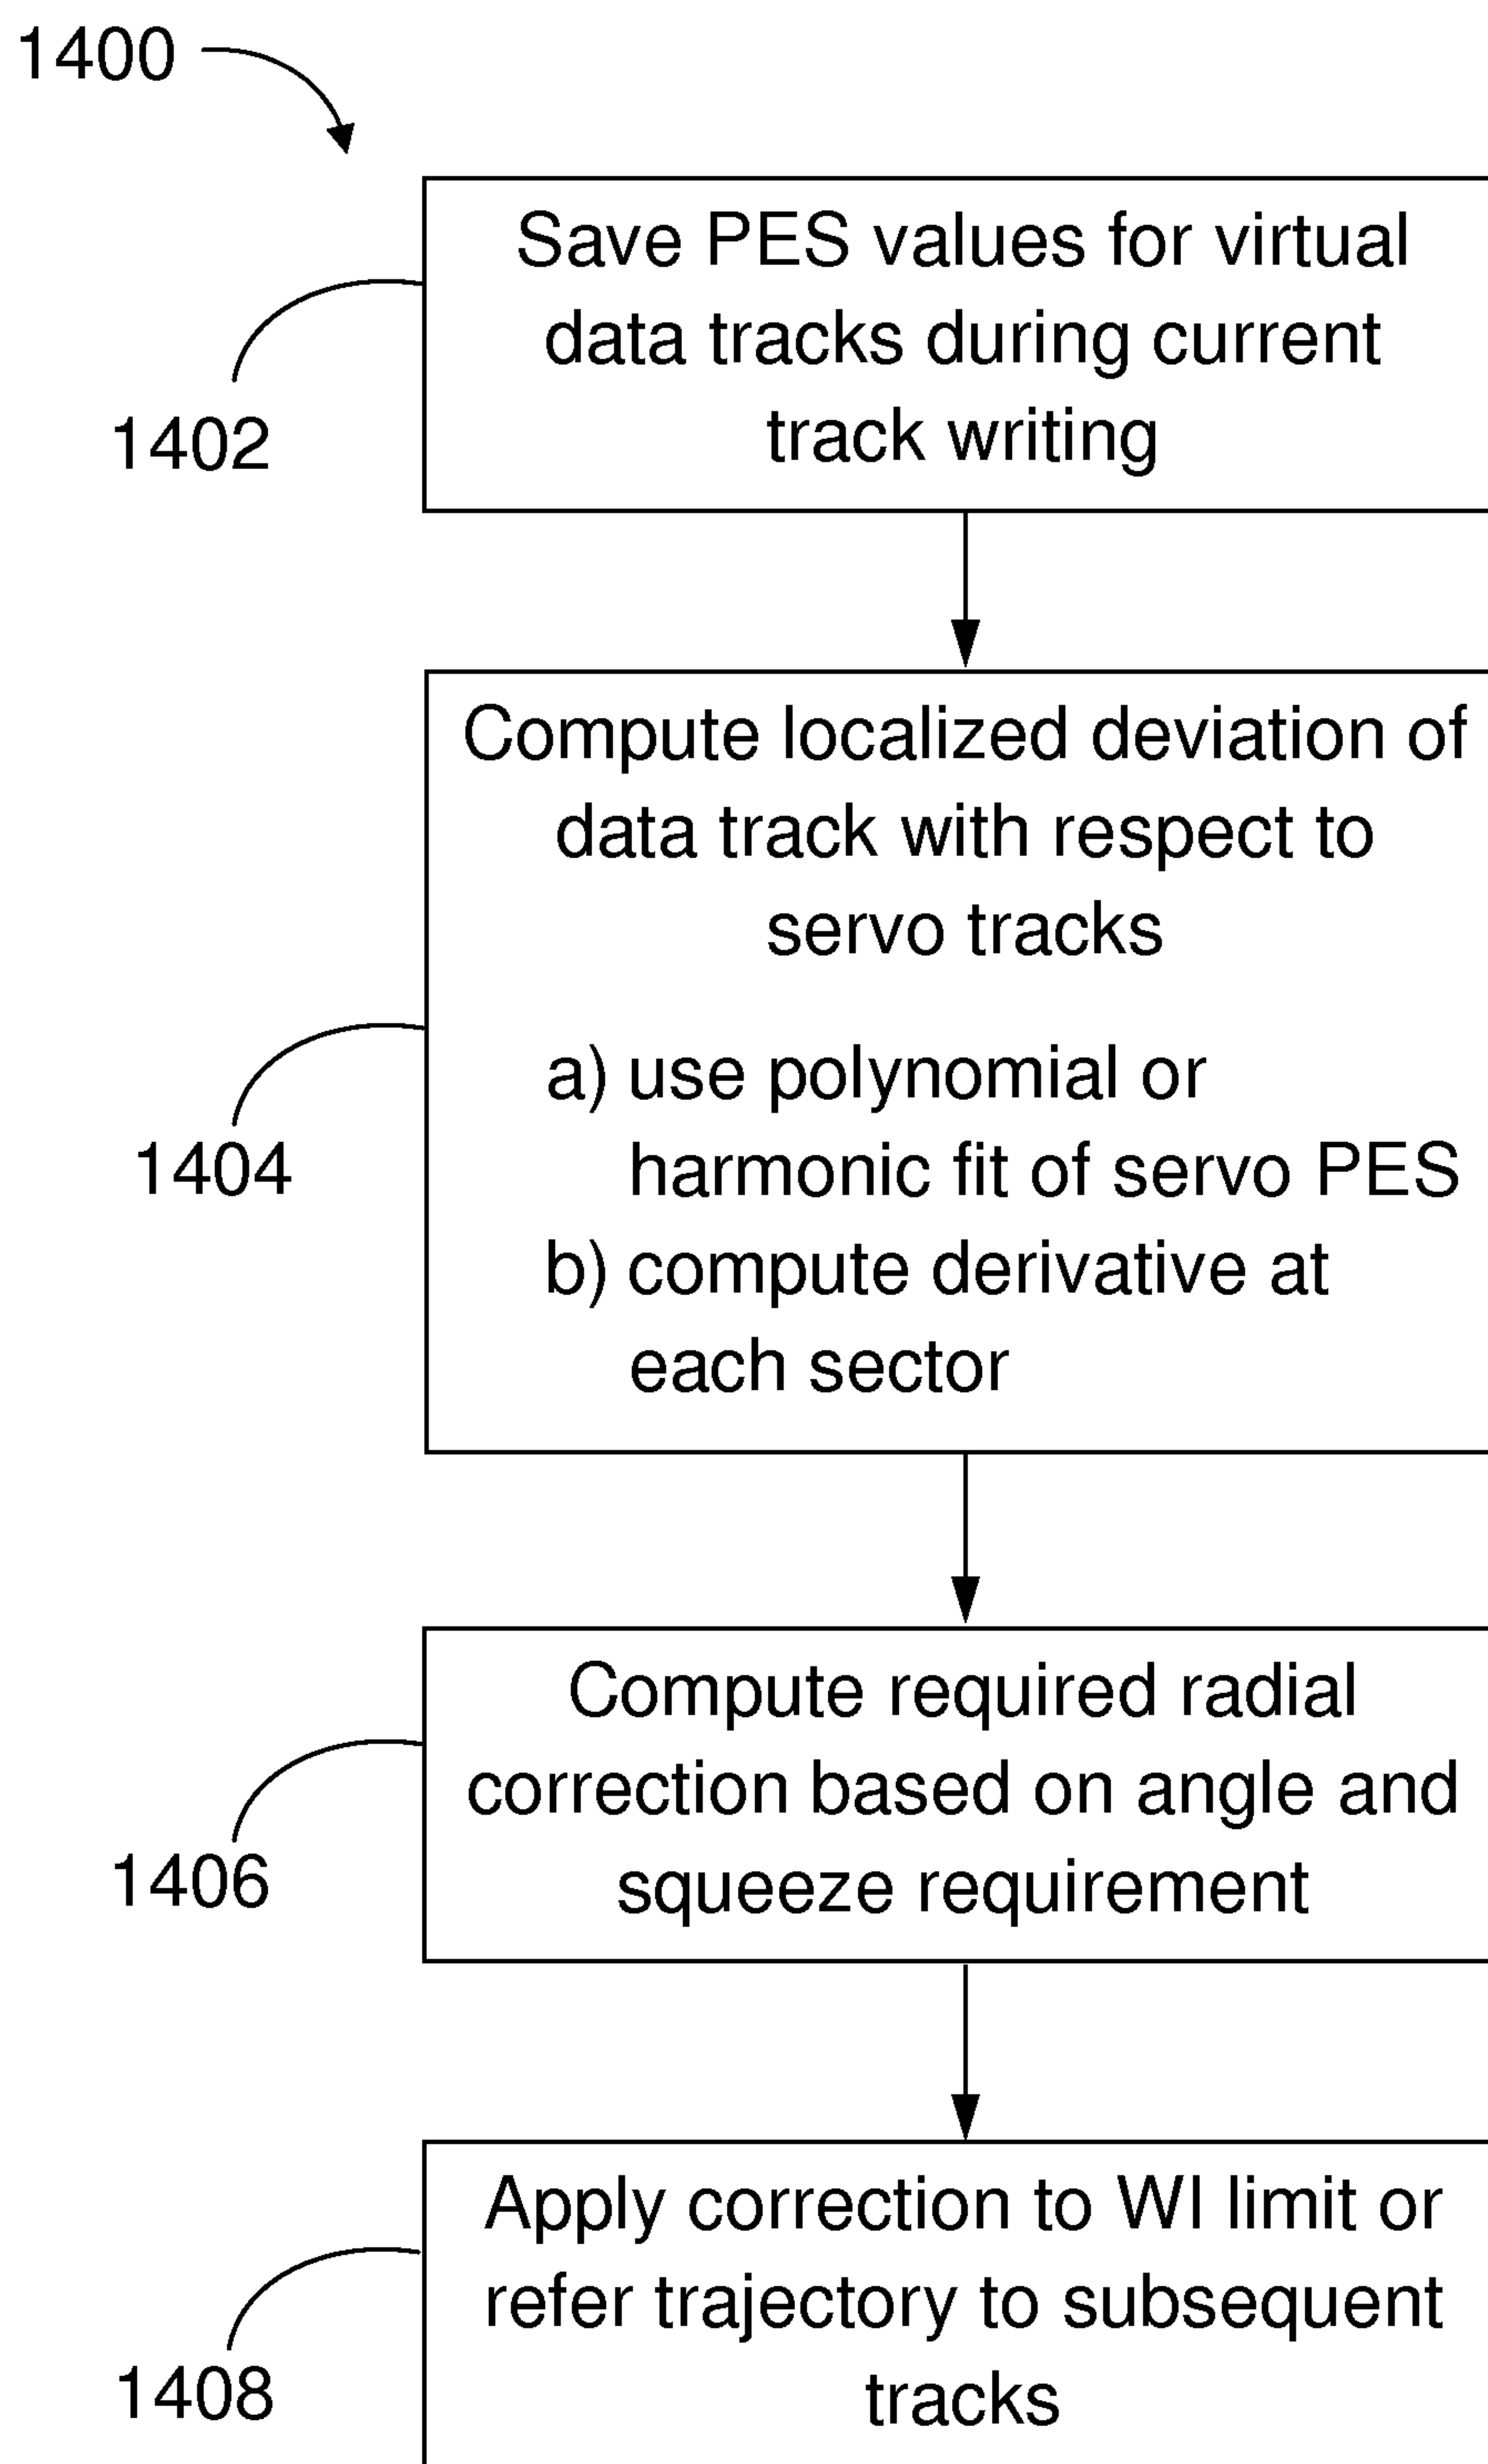 1400
Save PES values for virtual
data tracks during current
track writing
1402
Compute localized deviation of
data track with respect to
servo tracks
a) use polynomial or
harmonic fit of servo PES
b) compute derivative at
each sector
1404
Compute required radial
correction based on angle and
squeeze requirement
1406
Apply correction to WI limit or
refer trajectory to subsequent
tracks
1408